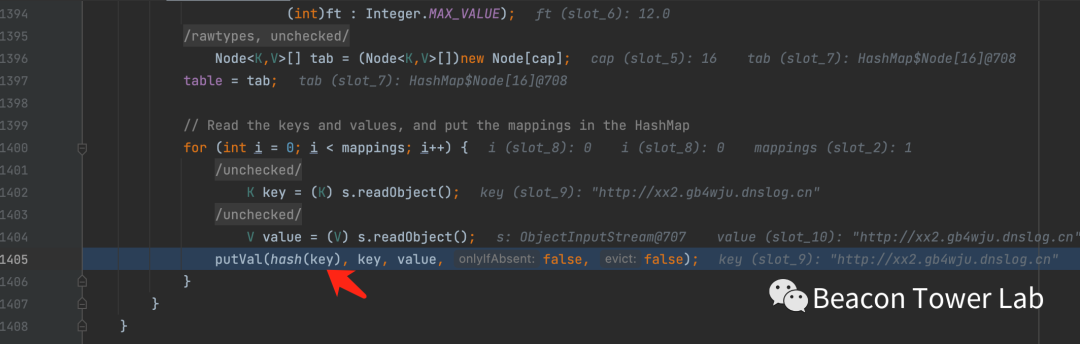 1394 (int)ft : Integer.MAX_VALUE); ft (slot_6): 12.0
1395 /rawtypes, unchecked/
1396 Node<K,V>[] tab = (Node<K,V>[])new Node[cap]; cap (slot_5): 16 tab (slot_7): HashMap$Node[16]@708
1397 table = tab; tab (slot_7): HashMap$Node[16]@708
1398
1399 // Read the keys and values, and put the mappings in the HashMap
1400 for (int i = 0; i < mappings; i++) { i (slot_8): 0 i (slot_8): 0 mappings (slot_2): 1
1401 /unchecked/
1402 K key = (K) s.readObject(); key (slot_9): "http://xx2.gb4wju.dnslog.cn"
1403 /unchecked/
1404 V value = (V) s.readObject(); s: ObjectInputStream@707 value (slot_10): "http://xx2.gb4wju.dnslog.cn"
1405 putVal(hash(key), key, value, onlyIfAbsent: false, evict: false); key (slot_9): "http://xx2.gb4wju.dnslog.cn"
1406 }
1407 }
1408 }
Beacon Tower Lab